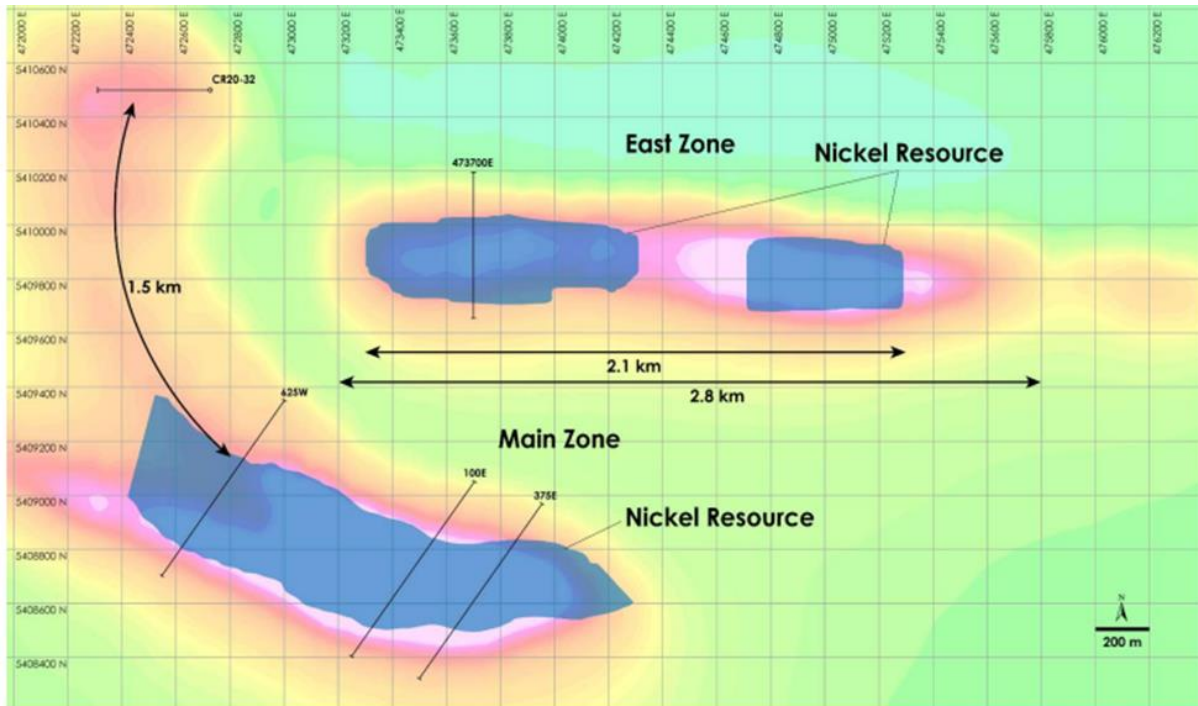 472000 E
472200 E
472400 E
472600 E
472800 E
473000 E
473200 E
473400 E
473600 E
473800 E
474000 E
474200 E
474400 E
474600 E
474800 E
475000 E
475200 E
475400 E
475600 E
475800 E
476000 E
476200 E
5410600 N
CR20-32
5410400 N
East Zone
Nickel Resource
473700E
5410200 N
5410000 N
5409800 N
1.5 km
5409600 N
2.1 km
5409400 N
625W
2.8 km
5409200 N
Main Zone
100E
375E
5409000 N
Nickel Resource
5408800 N
5408600 N
N
200 m
5408400 N